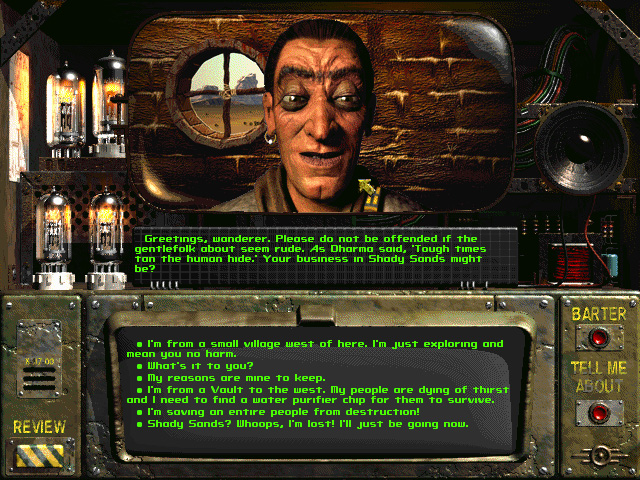 Greetings, wanderer. Please do not be offended if the
gentlefolk about seem rude. As Dharma said, 'Tough times
tan the human hide.' Your business in Shady Sands might
be?
BARTER
TELL ME
ABOUT
REVIEW
• I'm from a small village west of here. I'm just exploring and
mean you no harm.
• What's it to you?
• My reasons are mine to keep.
• I'm from a Vault to the west. My people are dying of thirst
and I need to find a water purifier chip for them to survive.
• I'm saving an entire people from destruction!
• Shady Sands? Whoops, I'm lost! I'll just be going now.